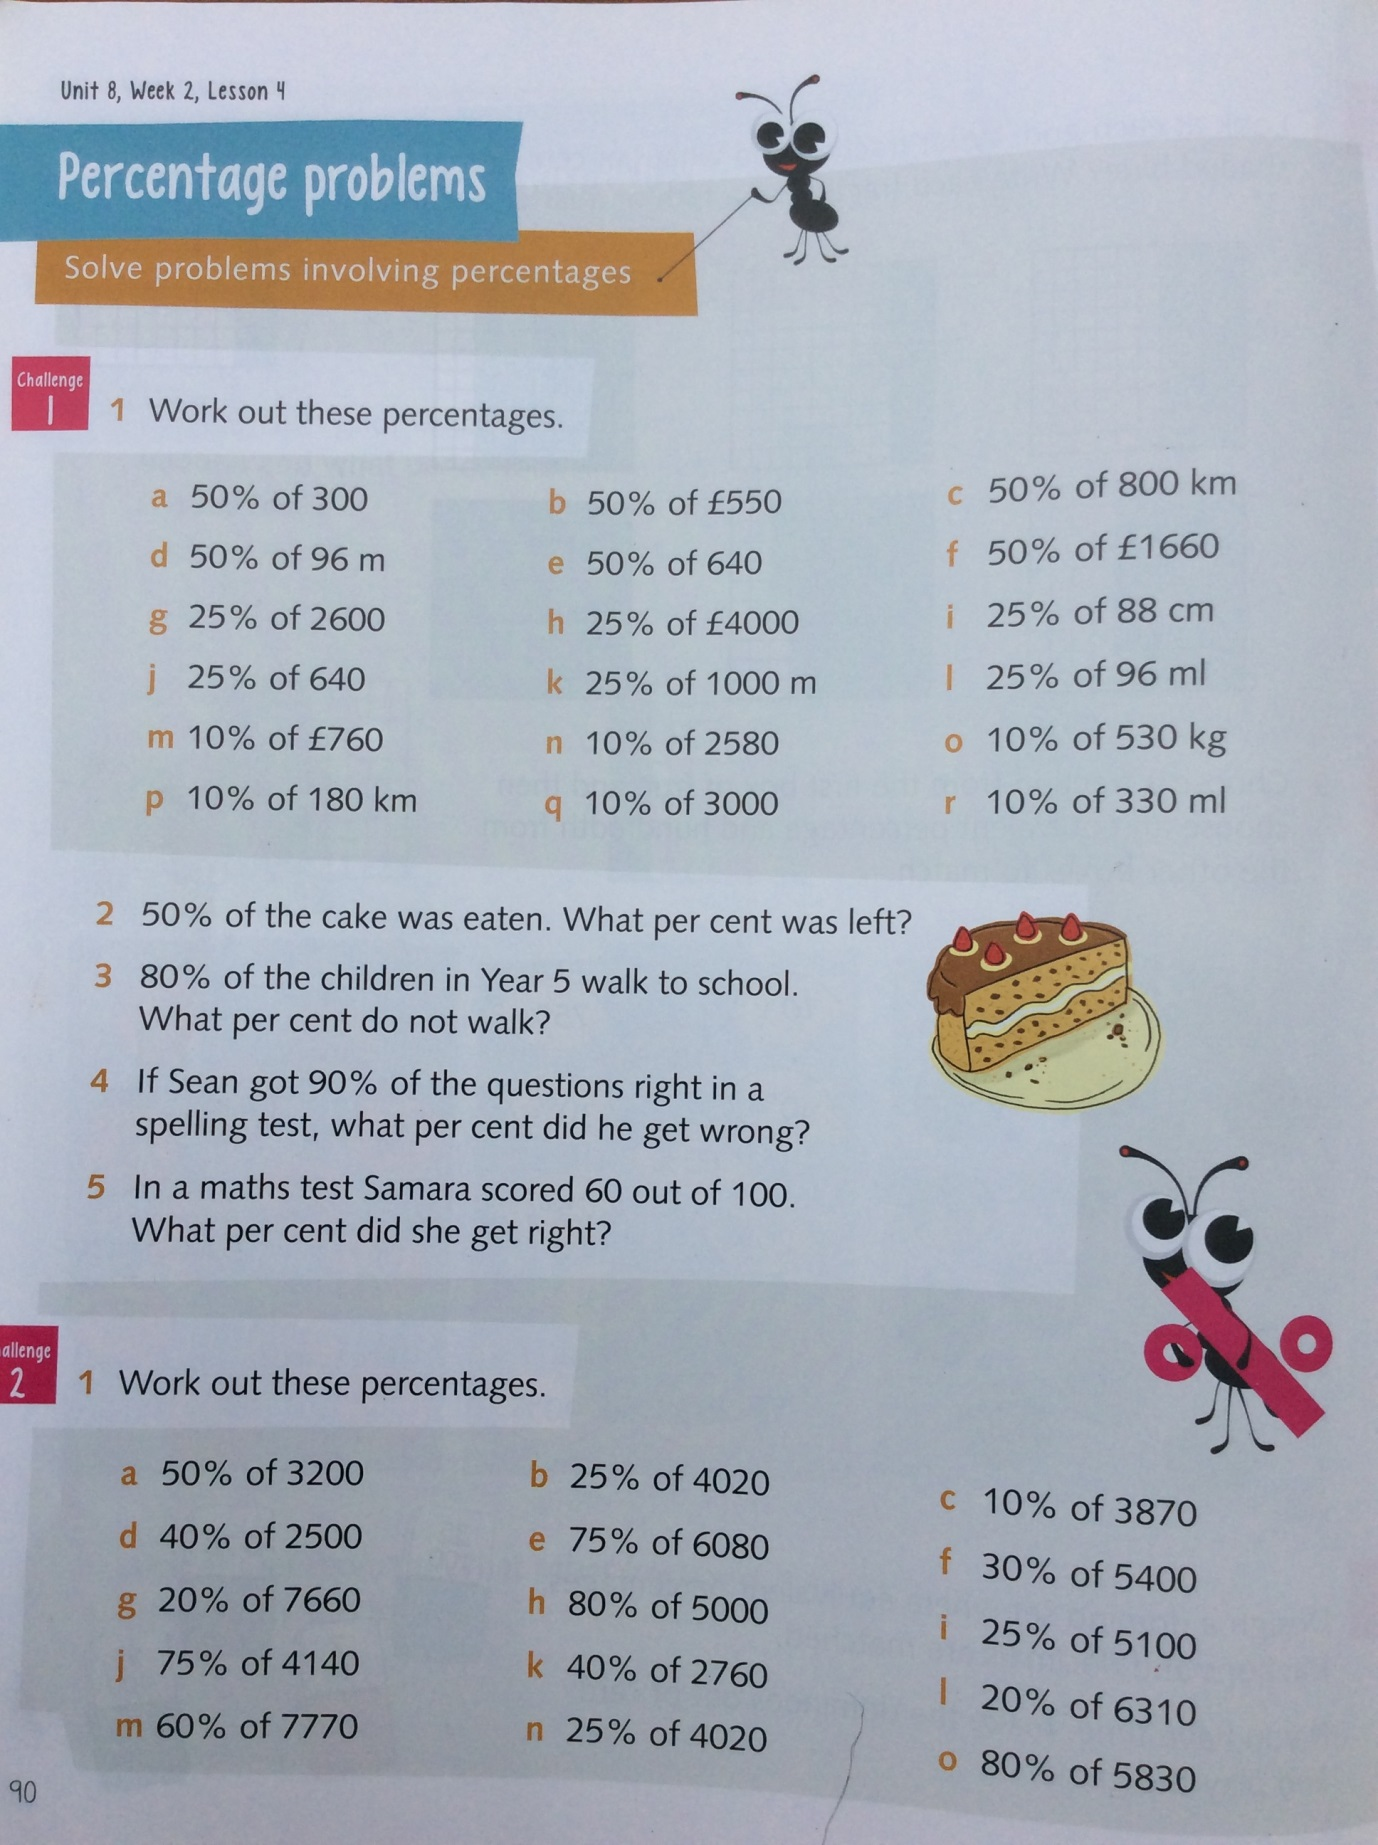 Unit 8, Week 2, Lesson 4
Percentage problems
Solve problems involving percentages
Challenge
1
1 Work out these percentages.
a 50% of 300 b 50% of £550 c 50% of 800 km
d 50% of 96 m e 50% of 640 f 50% of £1660
g 25% of 2600 h 25% of £4000 i 25% of 88 cm
j 25% of 640 k 25% of 1000 m l 25% of 96 ml
m 10% of £760 n 10% of 2580 o 10% of 530 kg
p 10% of 180 km q 10% of 3000 r 10% of 330 ml
2 50% of the cake was eaten. What per cent was left?
3 80% of the children in Year 5 walk to school.
What per cent do not walk?
4 If Sean got 90% of the questions right in a
spelling test, what per cent did he get wrong?
5 In a maths test Samara scored 60 out of 100.
What per cent did she get right?
allenge
2
1 Work out these percentages.
a 50% of 3200 b 25% of 4020 c 10% of 3870
d 40% of 2500 e 75% of 6080 f 30% of 5400
g 20% of 7660 h 80% of 5000 i 25% of 5100
j 75% of 4140 k 40% of 2760 l 20% of 6310
m 60% of 7770 n 25% of 4020 o 80% of 5830
90